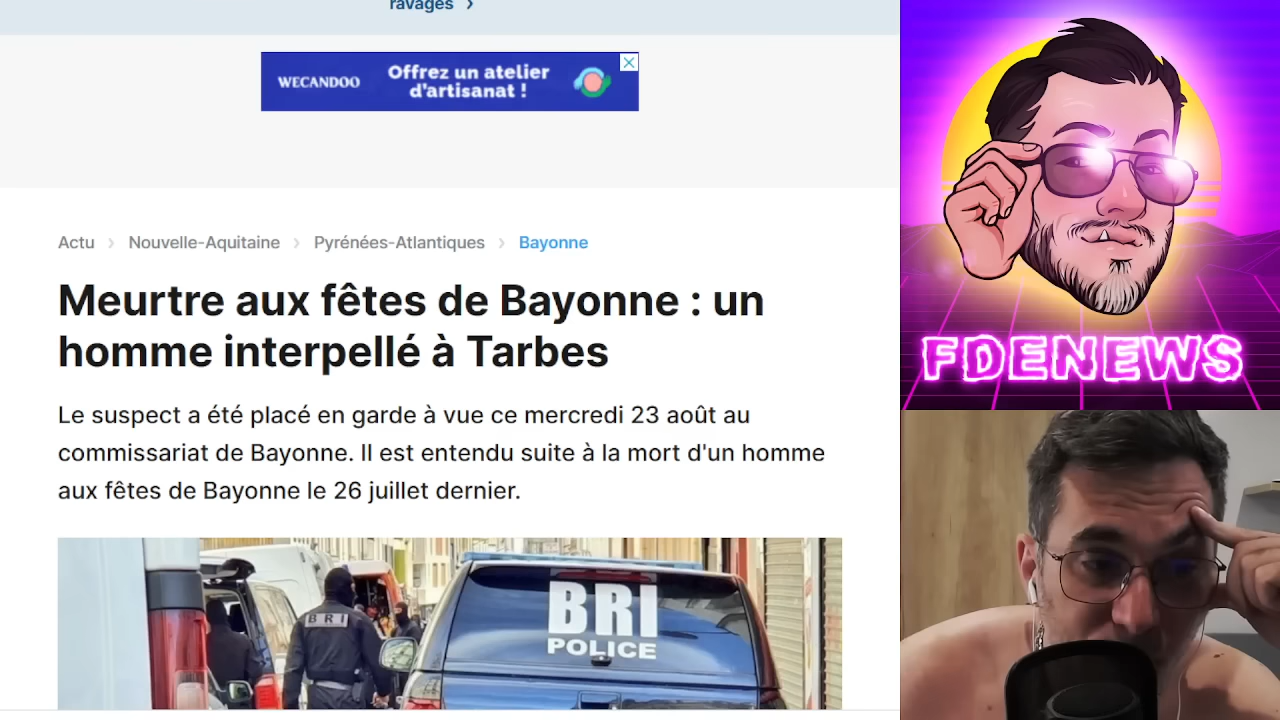 ravages ›
WECANDOO
Offrez un atelier
d'artisanat !
Actu › Nouvelle-Aquitaine › Pyrénées-Atlantiques › Bayonne
Meurtre aux fêtes de Bayonne : un
homme interpellé à Tarbes
Le suspect a été placé en garde à vue ce mercredi 23 août au
commissariat de Bayonne. Il est entendu suite à la mort d'un homme
aux fêtes de Bayonne le 26 juillet dernier.
BRI
BRI
POLICE
FDENEWS